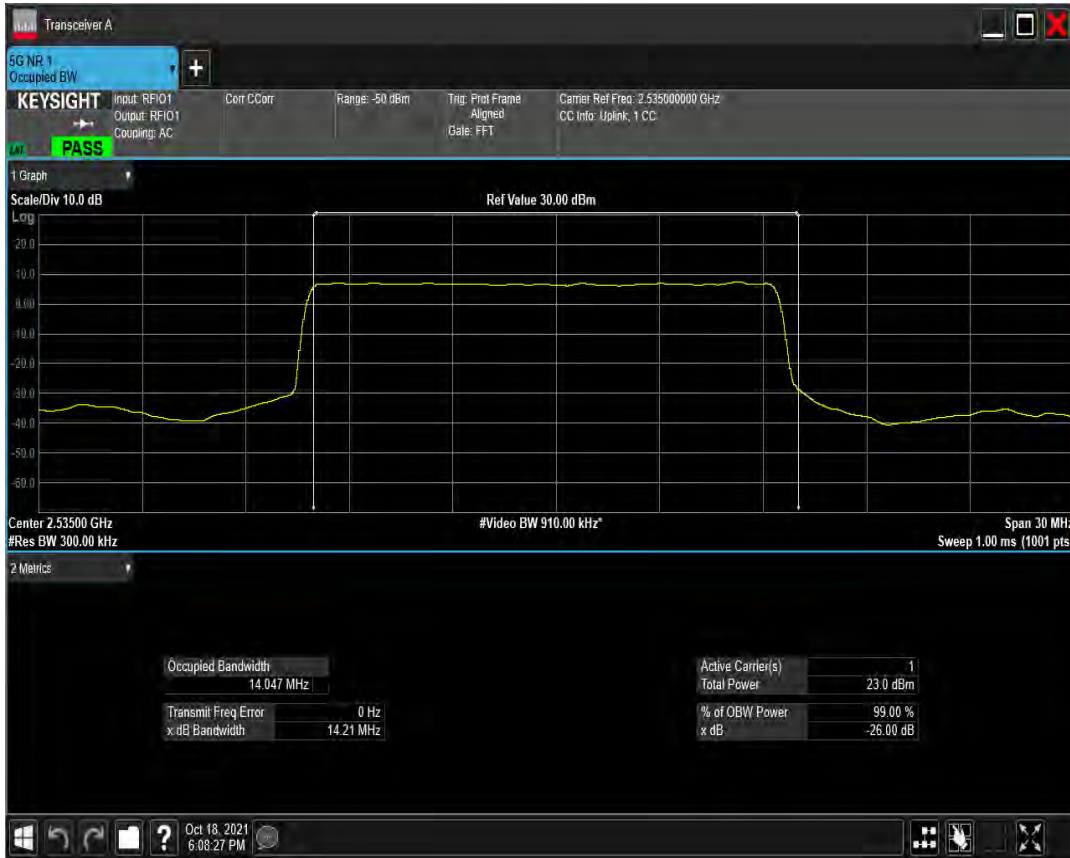 Transceiver A
5G NR 1
Occupied BW
+
KEYSIGHT
Input: RFIO1
Output: RFIO1
Coupling: AC
Corr CCorr
Range: -50 dBm
Trig: Prot Frame
Aligned
Gate: FFT
Carrier Ref Freq: 2.535000000 GHz
CC Info: Uplink, 1 CC
PASS
1 Graph
Scale/Div 10.0 dB
Ref Value 30.00 dBm
Log
20.0
10.0
0.00
-10.0
-20.0
-30.0
-40.0
-50.0
-60.0
Center 2.53500 GHz
#Video BW 910.00 kHz*
Span 30 MHz
#Res BW 300.00 kHz
Sweep 1.00 ms (1001 pts
2 Metrics
Occupied Bandwidth
14.047 MHz
Transmit Freq Error 0 Hz
x dB Bandwidth 14.21 MHz
Active Carrier(s) 1
Total Power 23.0 dBm
% of OBW Power 99.00 %
x dB -26.00 dB
?
Oct 18, 2021
6:08:27 PM